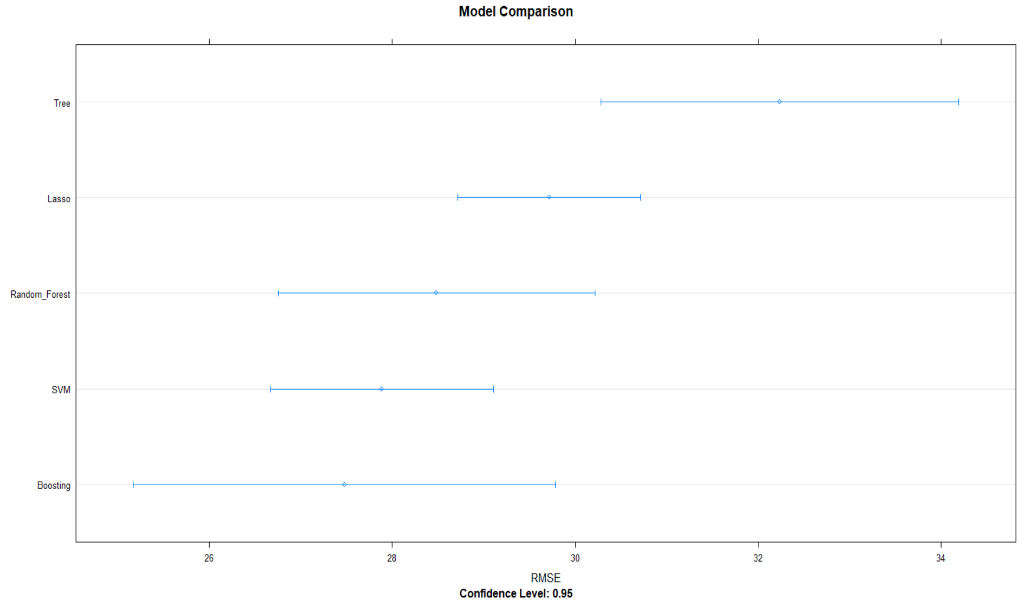 Model Comparison
Tree
Lasso
Random_Forest
SVM
Boosting
26 28 30 32 34
RMSE
Confidence Level: 0.95